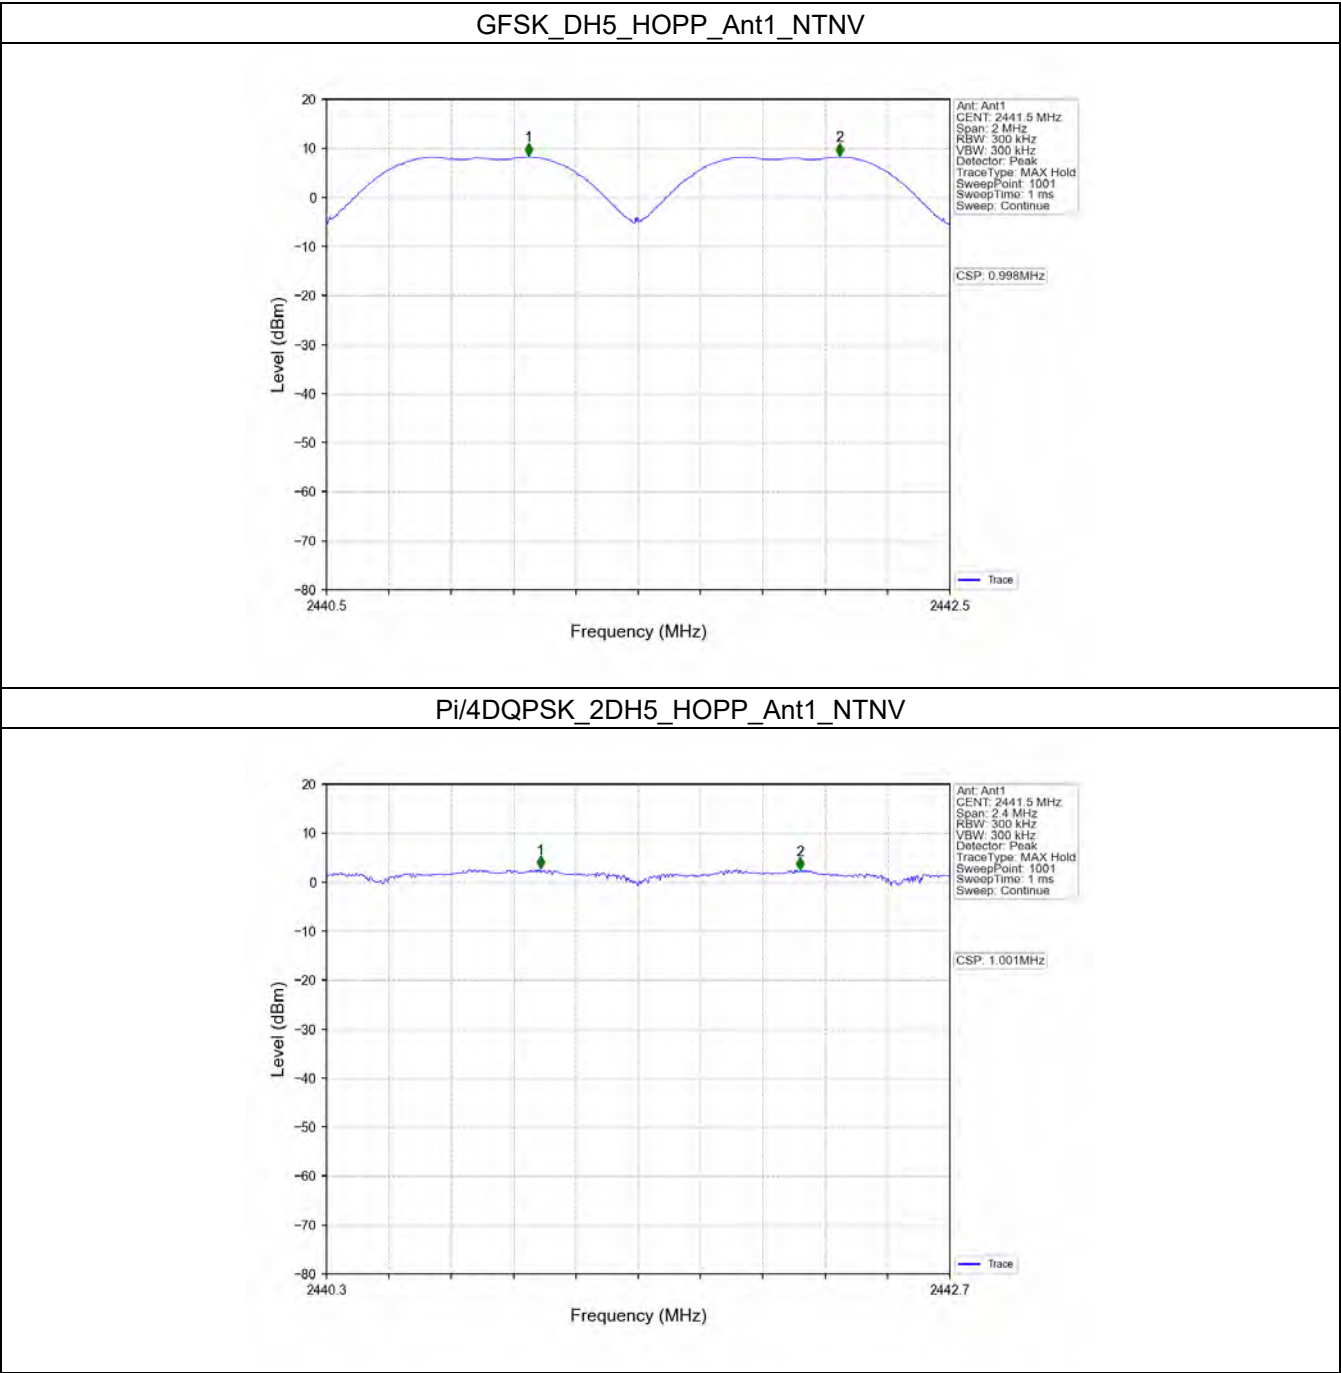 GFSK_DH5_HOPP_Ant1_NTNV
20
10
0
−10
−20
−30
−40
−50
−60
−70
−80
Level (dBm)
1
2
2440.5
2442.5
Frequency (MHz)
Ant: Ant1
CENT: 2441.5 MHz
Span: 2 MHz
RBW: 300 kHz
VBW: 300 kHz
Detector: Peak
TraceType: MAX Hold
SweepPoint: 1001
SweepTime: 1 ms
Sweep: Continue
CSP: 0.998MHz
Trace
Pi/4DQPSK_2DH5_HOPP_Ant1_NTNV
20
10
0
−10
−20
−30
−40
−50
−60
−70
−80
Level (dBm)
1
2
2440.3
2442.7
Frequency (MHz)
Ant: Ant1
CENT: 2441.5 MHz
Span: 2.4 MHz
RBW: 300 kHz
VBW: 300 kHz
Detector: Peak
TraceType: MAX Hold
SweepPoint: 1001
SweepTime: 1 ms
Sweep: Continue
CSP: 1.001MHz
Trace